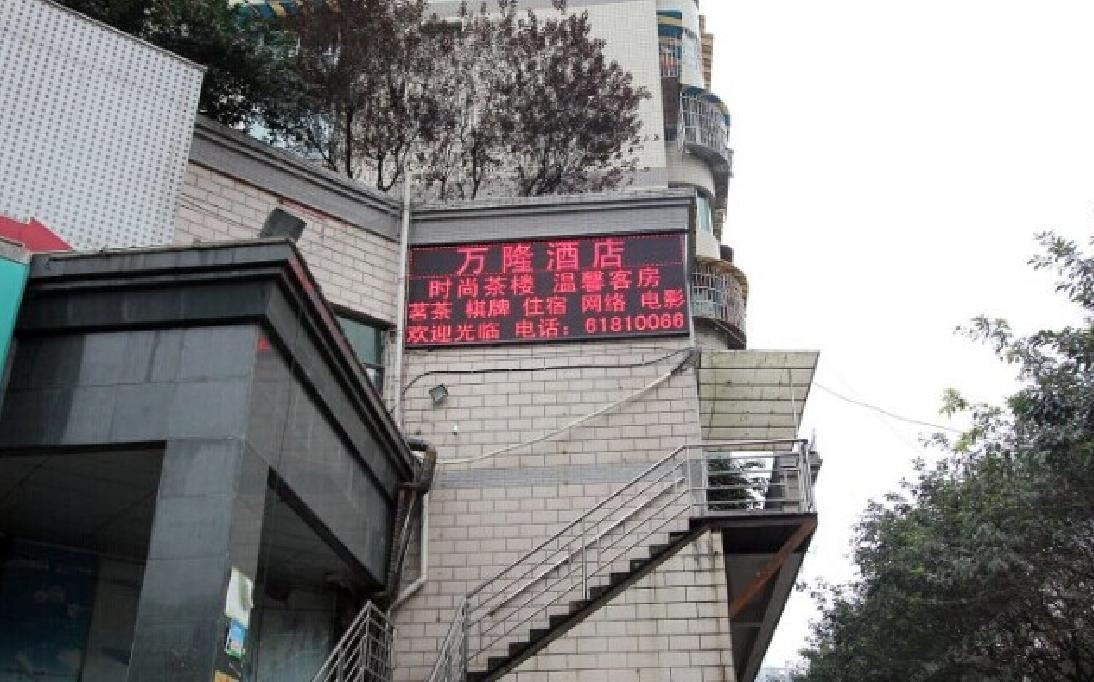 万隆酒店
时尚茶楼 温馨客房
茗茶 棋牌 住宿 网络 电影
欢迎光临 电话：61810066